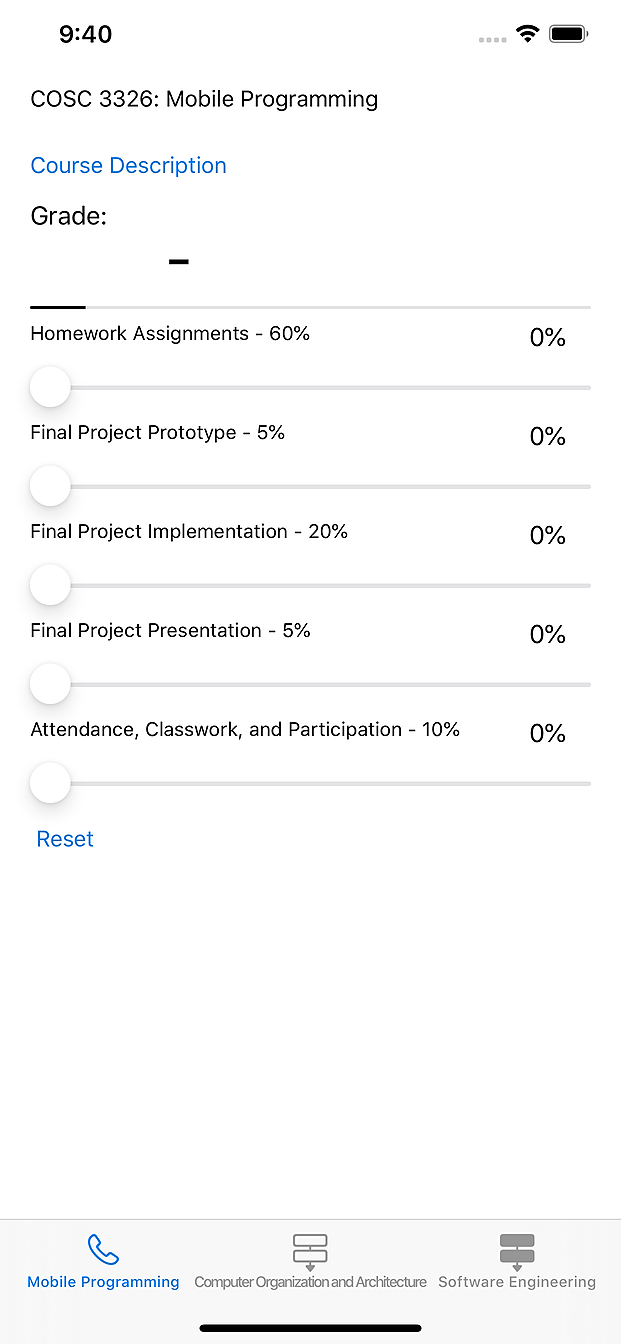 9:40
COSC 3326: Mobile Programming
Course Description
Grade:
–
Homework Assignments - 60% 0%
Final Project Prototype - 5% 0%
Final Project Implementation - 20% 0%
Final Project Presentation - 5% 0%
Attendance, Classwork, and Participation - 10% 0%
Reset
Mobile Programming Computer Organization and Architecture Software Engineering